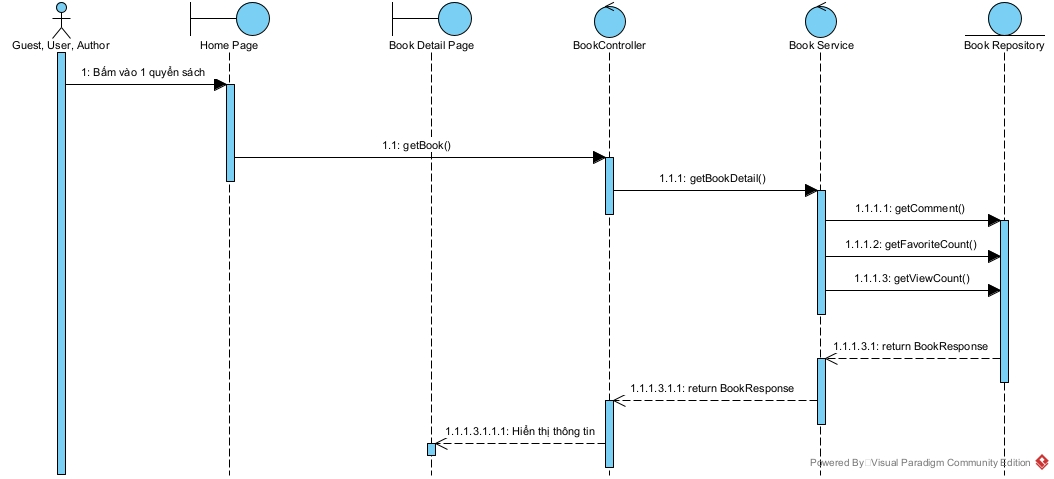 Guest, User, Author
Home Page
Book Detail Page
BookController
Book Service
Book Repository
1: Bấm vào 1 quyển sách
1.1: getBook()
1.1.1: getBookDetail()
1.1.1.1: getComment()
1.1.1.2: getFavoriteCount()
1.1.1.3: getViewCount()
1.1.1.3.1: return BookResponse
1.1.1.3.1.1: return BookResponse
1.1.1.3.1.1.1: Hiển thị thông tin
Powered By Visual Paradigm Community Edition